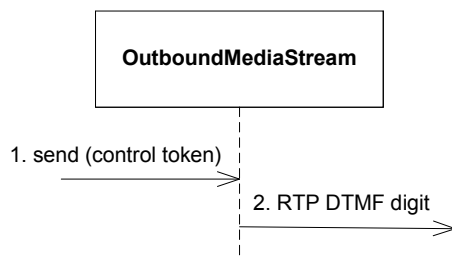 OutboundMediaStream
1. send (control token)
2. RTP DTMF digit